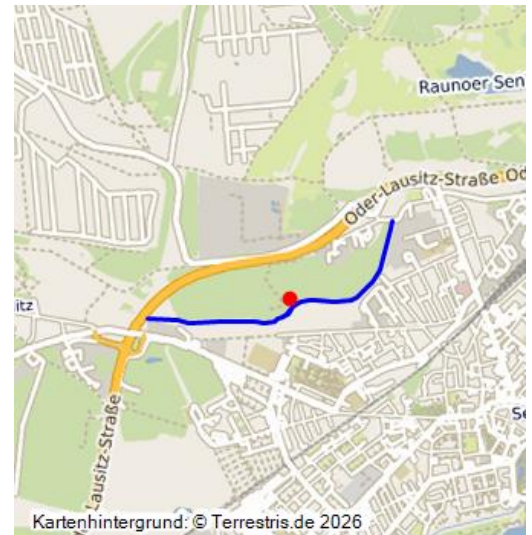 Raunoer Sen
Oder-Lausitz-Straße Od
itz
Lausitz-Straße
Se
Kartenhintergrund: © Terrestris.de 2026